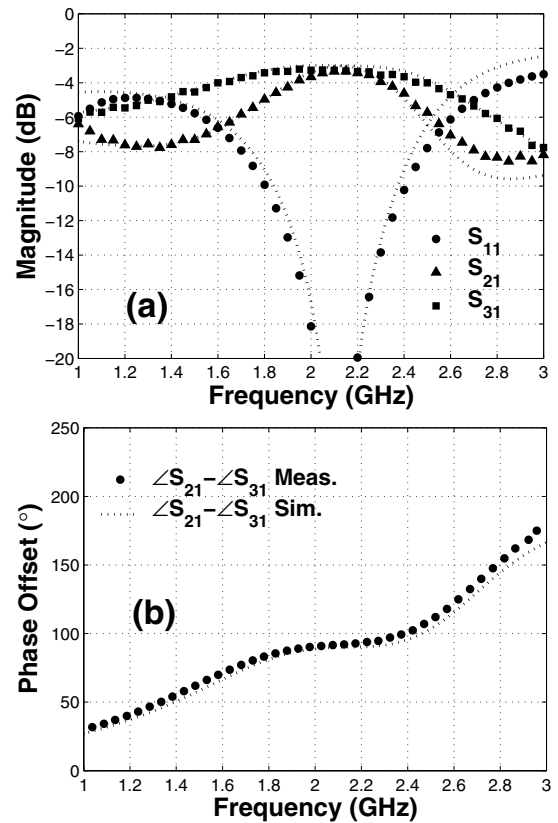 0
−2
−4
−6
−8
−10
−12
−14
−16
−18
−20
Magnitude (dB)
(a)
S11
S21
S31
1 1.2 1.4 1.6 1.8 2 2.2 2.4 2.6 2.8 3
Frequency (GHz)
250
200
150
100
50
0
Phase Offset (°)
∠S21−∠S31 Meas.
∠S21−∠S31 Sim.
(b)
1 1.2 1.4 1.6 1.8 2 2.2 2.4 2.6 2.8 3
Frequency (GHz)